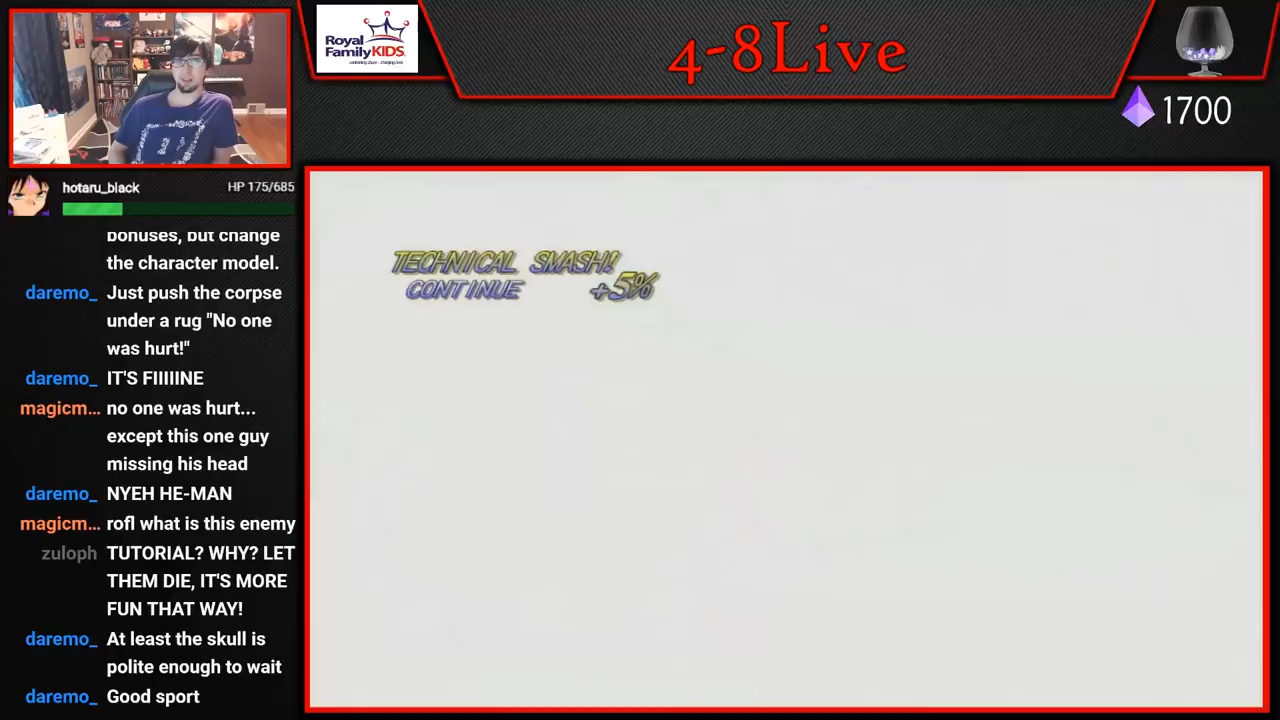 Royal
Family KIDS.
4-8Live
1700
hotaru_black HP 175/685
bonuses, but change
the character model.
daremo_ Just push the corpse
under a rug "No one
was hurt!"
daremo_ IT'S FIIIIINE
magicm... no one was hurt...
except this one guy
missing his head
daremo_ NYEH HE-MAN
magicm... rofl what is this enemy
zuloph TUTORIAL? WHY? LET
THEM DIE, IT'S MORE
FUN THAT WAY!
daremo_ At least the skull is
polite enough to wait
daremo_ Good sport
TECHNICAL SMASH!
CONTINUE +5%